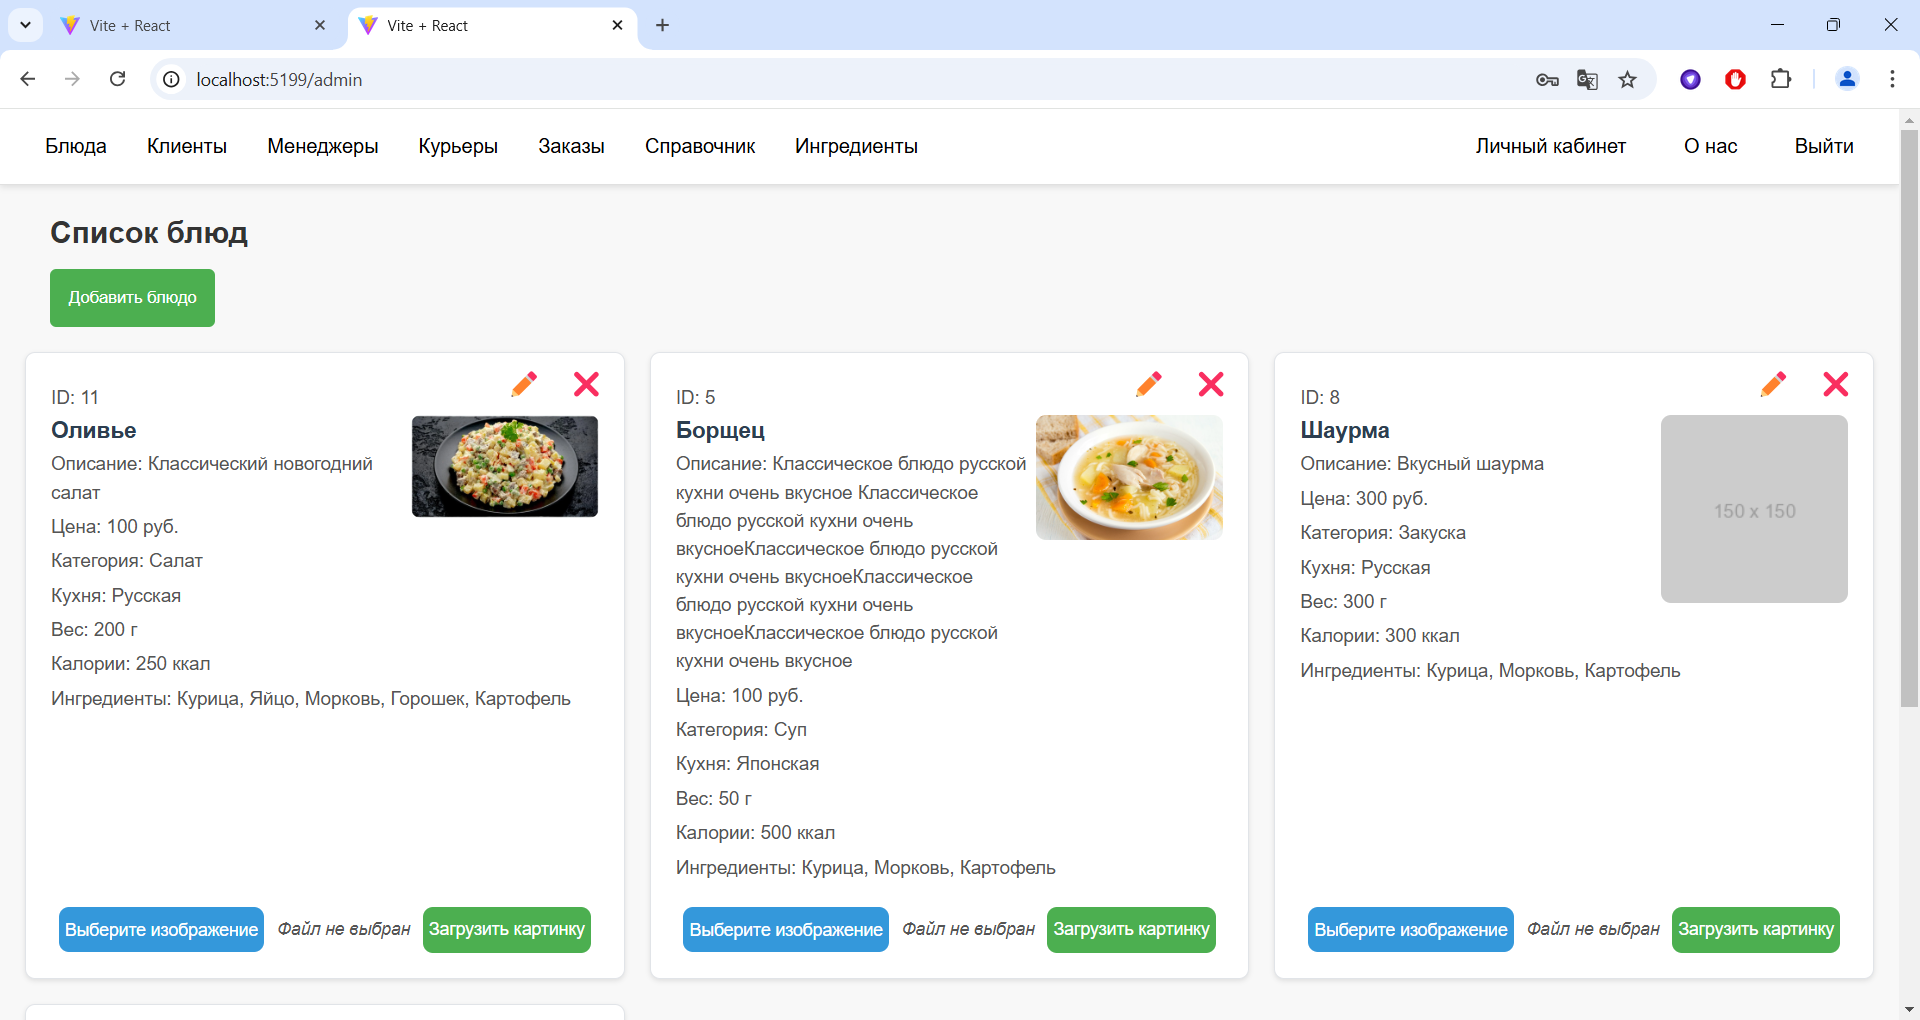 Vite + React
Vite + React
localhost:5199/admin
Блюда Клиенты Менеджеры Курьеры Заказы Справочник Ингредиенты Личный кабинет О нас Выйти
Список блюд
Добавить блюдо
ID: 11
Оливье
Описание: Классический новогодний
салат
Цена: 100 руб.
Категория: Салат
Кухня: Русская
Вес: 200 г
Калории: 250 ккал
Ингредиенты: Курица, Яйцо, Морковь, Горошек, Картофель
Выберите изображение Файл не выбран Загрузить картинку
ID: 5
Борщец
Описание: Классическое блюдо русской
кухни очень вкусное Классическое
блюдо русской кухни очень
вкусноеКлассическое блюдо русской
кухни очень вкусноеКлассическое
блюдо русской кухни очень
вкусноеКлассическое блюдо русской
кухни очень вкусное
Цена: 100 руб.
Категория: Суп
Кухня: Японская
Вес: 50 г
Калории: 500 ккал
Ингредиенты: Курица, Морковь, Картофель
Выберите изображение Файл не выбран Загрузить картинку
ID: 8
Шаурма
Описание: Вкусный шаурма
Цена: 300 руб.
Категория: Закуска
Кухня: Русская
Вес: 300 г
Калории: 300 ккал
Ингредиенты: Курица, Морковь, Картофель
150 x 150
Выберите изображение Файл не выбран Загрузить картинку